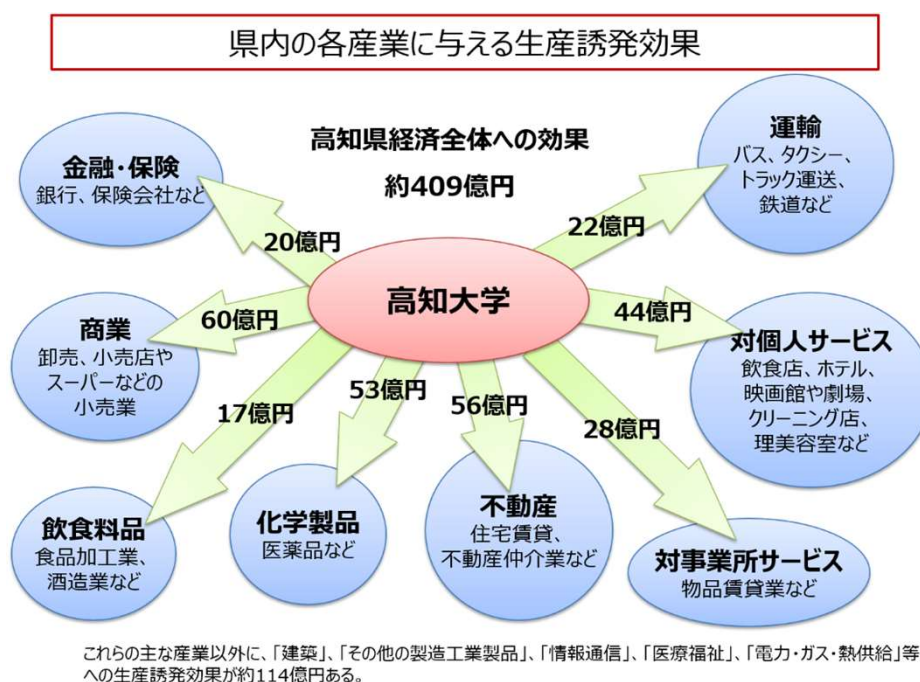 県内の各産業に与える生産誘発効果
高知県経済全体への効果
約409億円
金融・保険
銀行、保険会社など
20億円
運輸
バス、タクシー、
トラック運送、
鉄道など
22億円
高知大学
商業
卸売、小売店や
スーパーなどの
小売業
60億円
対個人サービス
飲食店、ホテル、
映画館や劇場、
クリーニング店、
理美容室など
44億円
17億円
53億円
56億円
28億円
飲食料品
食品加工業、
酒造業など
化学製品
医薬品など
不動産
住宅賃貸、
不動産仲介業など
対事業所サービス
物品賃貸業など
これらの主な産業以外に、「建築」、「その他の製造工業製品」、「情報通信」、「医療福祉」、「電力・ガス・熱供給」等
への生産誘発効果が約114億円ある。